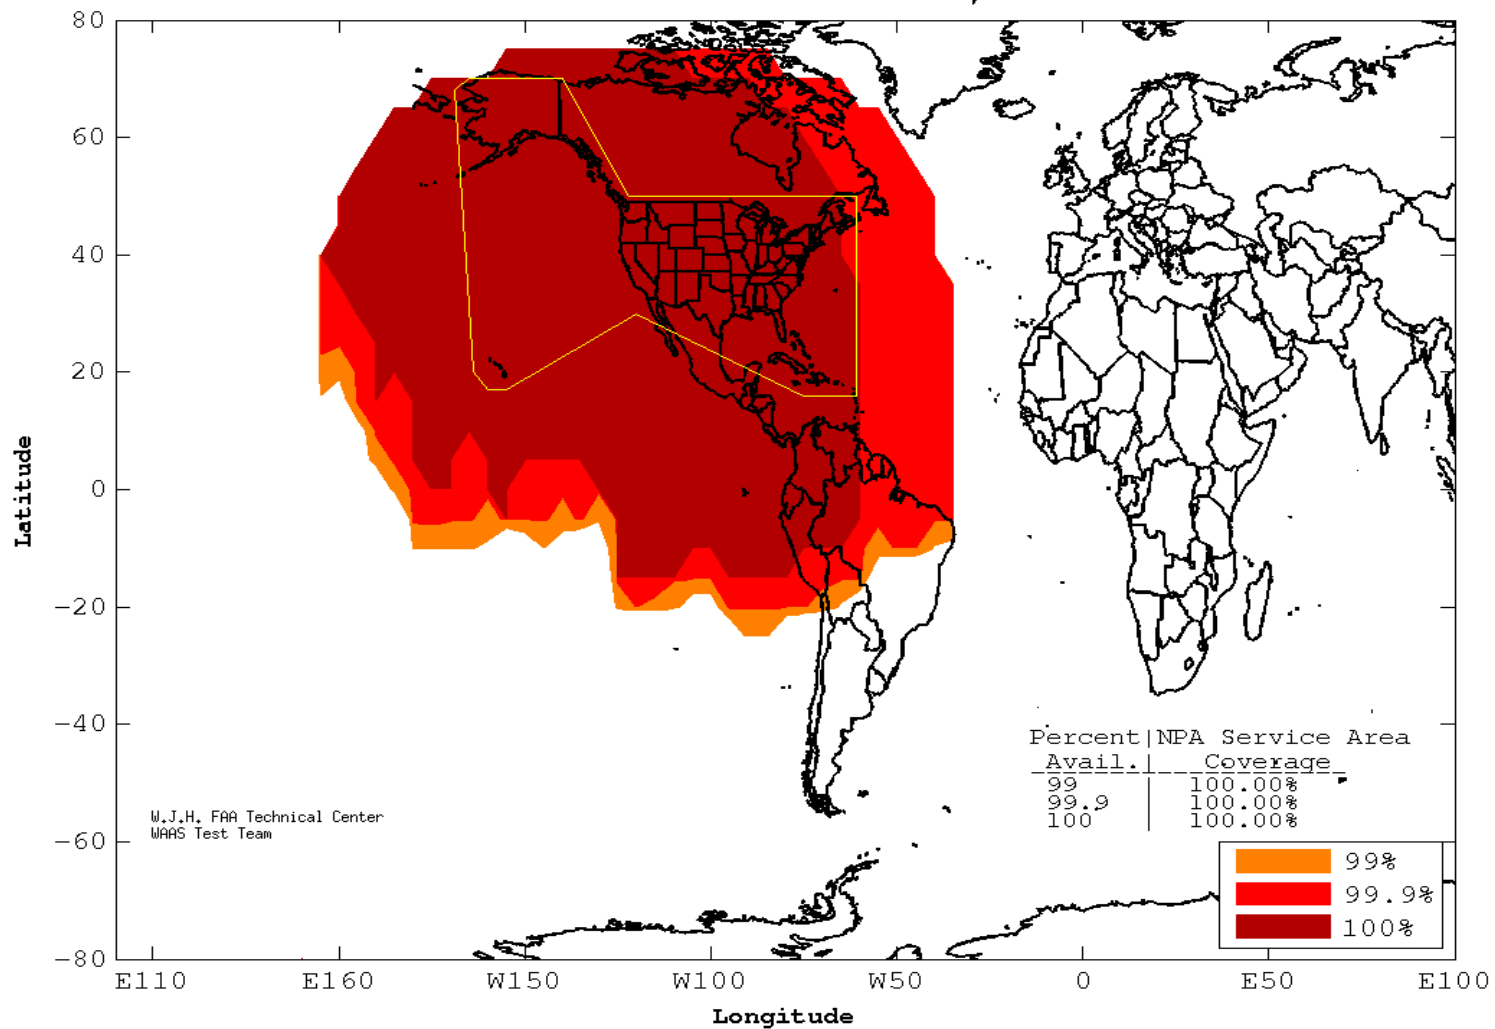 80
60
40
20
0
−20
−40
−60
−80
Latitude
E110 E160 W150 W100 W50 0 E50 E100
Longitude
W.J.H. FAA Technical Center
WAAS Test Team
Percent|NPA Service Area
Avail.| Coverage
99 | 100.00%
99.9 | 100.00%
100 | 100.00%
99%
99.9%
100%